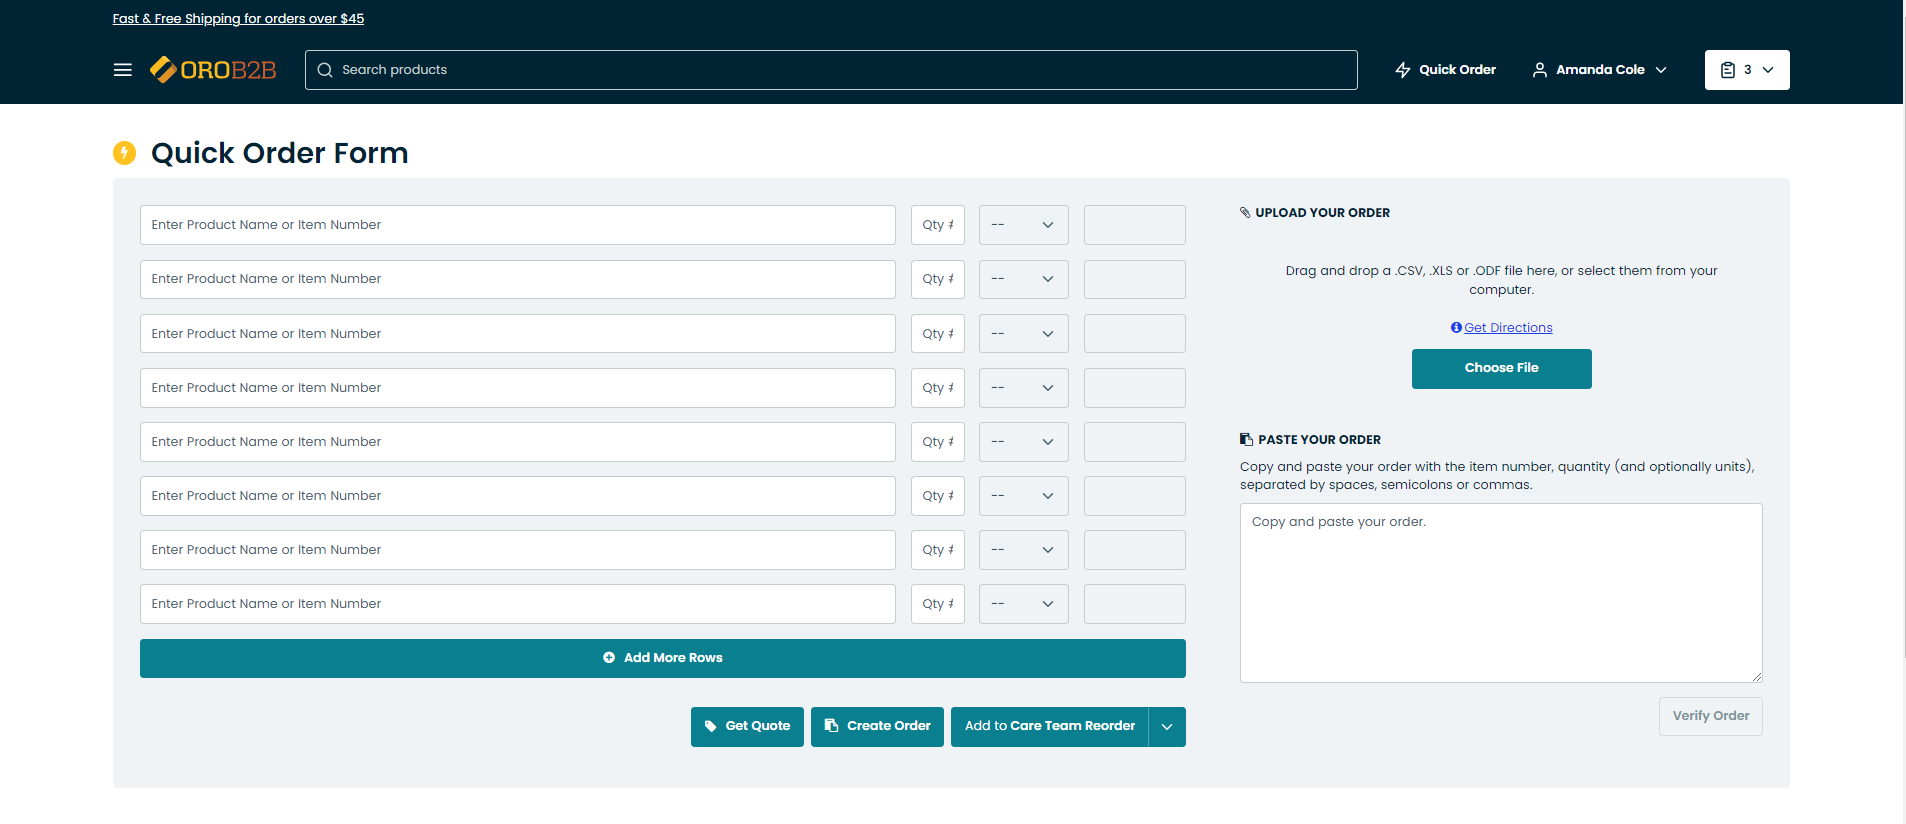 Fast & Free Shipping for orders over $45
OROB2B
Search products
Quick Order
Amanda Cole
3
Quick Order Form
Enter Product Name or Item Number Qty --
Enter Product Name or Item Number Qty --
Enter Product Name or Item Number Qty --
Enter Product Name or Item Number Qty --
Enter Product Name or Item Number Qty --
Enter Product Name or Item Number Qty --
Enter Product Name or Item Number Qty --
Enter Product Name or Item Number Qty --
Add More Rows
Get Quote
Create Order
Add to Care Team Reorder
UPLOAD YOUR ORDER
Drag and drop a .CSV, .XLS or .ODF file here, or select them from your
computer.
Get Directions
Choose File
PASTE YOUR ORDER
Copy and paste your order with the item number, quantity (and optionally units),
separated by spaces, semicolons or commas.
Copy and paste your order.
Verify Order